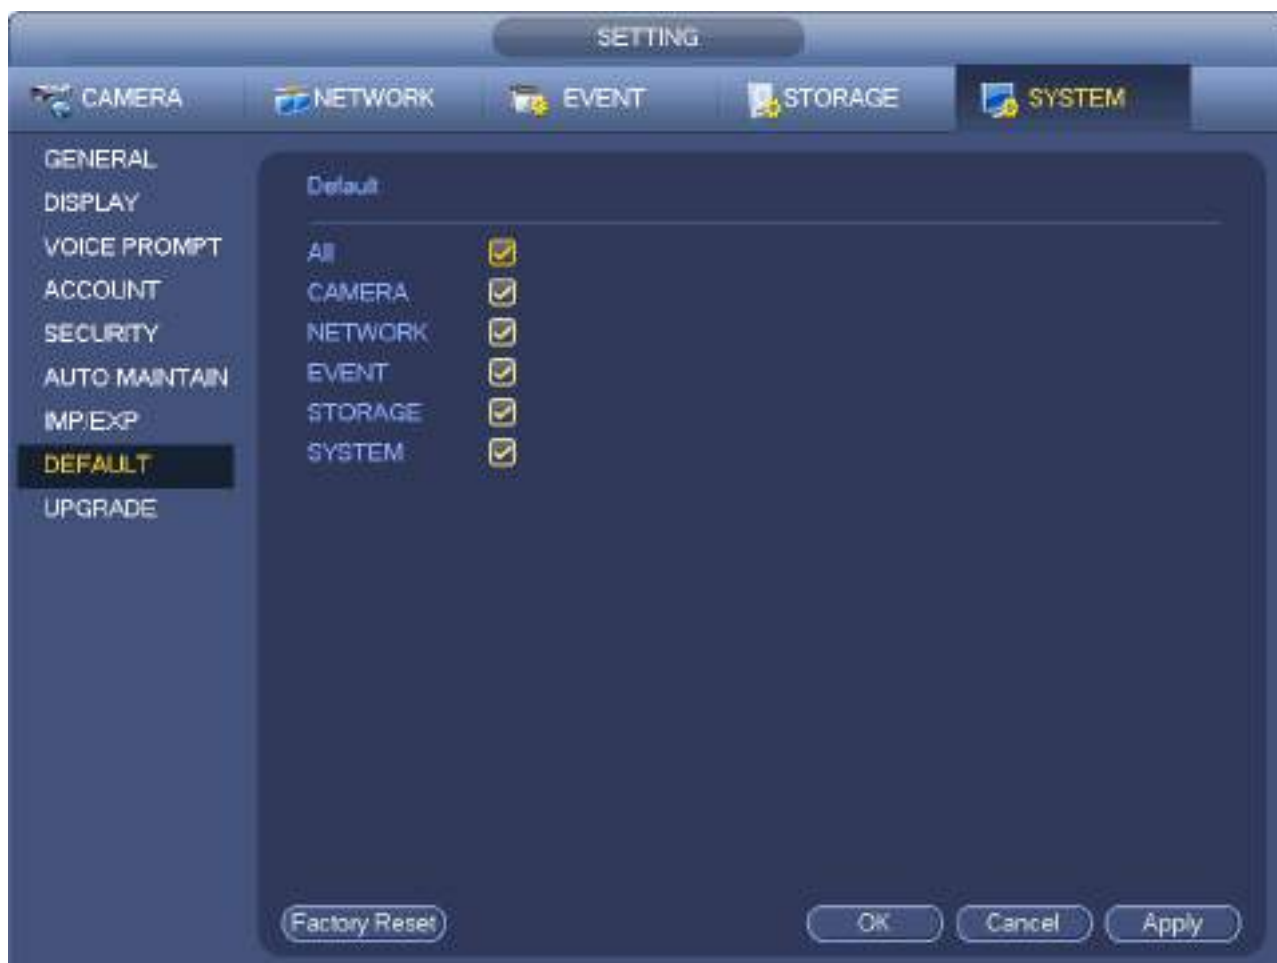 SETTING
CAMERA NETWORK EVENT STORAGE SYSTEM
GENERAL
DISPLAY
VOICE PROMPT
ACCOUNT
SECURITY
AUTO MAINTAIN
IMP/EXP
DEFAULT
UPGRADE
Default
All
CAMERA
NETWORK
EVENT
STORAGE
SYSTEM
Factory Reset OK Cancel Apply